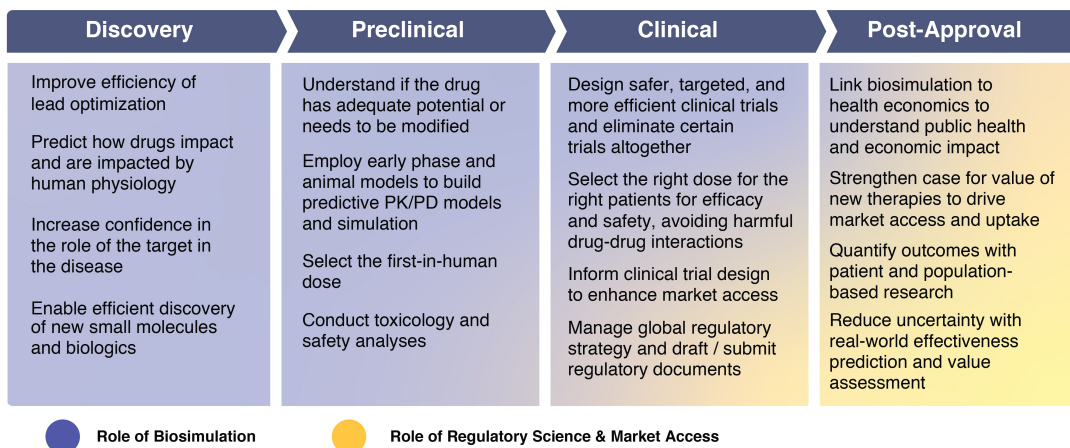 Discovery
Preclinical
Clinical
Post-Approval
Improve efficiency of
lead optimization
Predict how drugs impact
and are impacted by
human physiology
Increase confidence in
the role of the target in
the disease
Enable efficient discovery
of new small molecules
and biologics
Understand if the drug
has adequate potential or
needs to be modified
Employ early phase and
animal models to build
predictive PK/PD models
and simulation
Select the first-in-human
dose
Conduct toxicology and
safety analyses
Design safer, targeted, and
more efficient clinical trials
and eliminate certain
trials altogether
Select the right dose for the
right patients for efficacy
and safety, avoiding harmful
drug-drug interactions
Inform clinical trial design
to enhance market access
Manage global regulatory
strategy and draft / submit
regulatory documents
Link biosimulation to
health economics to
understand public health
and economic impact
Strengthen case for value of
new therapies to drive
market access and uptake
Quantify outcomes with
patient and population-
based research
Reduce uncertainty with
real-world effectiveness
prediction and value
assessment
Role of Biosimulation
Role of Regulatory Science & Market Access